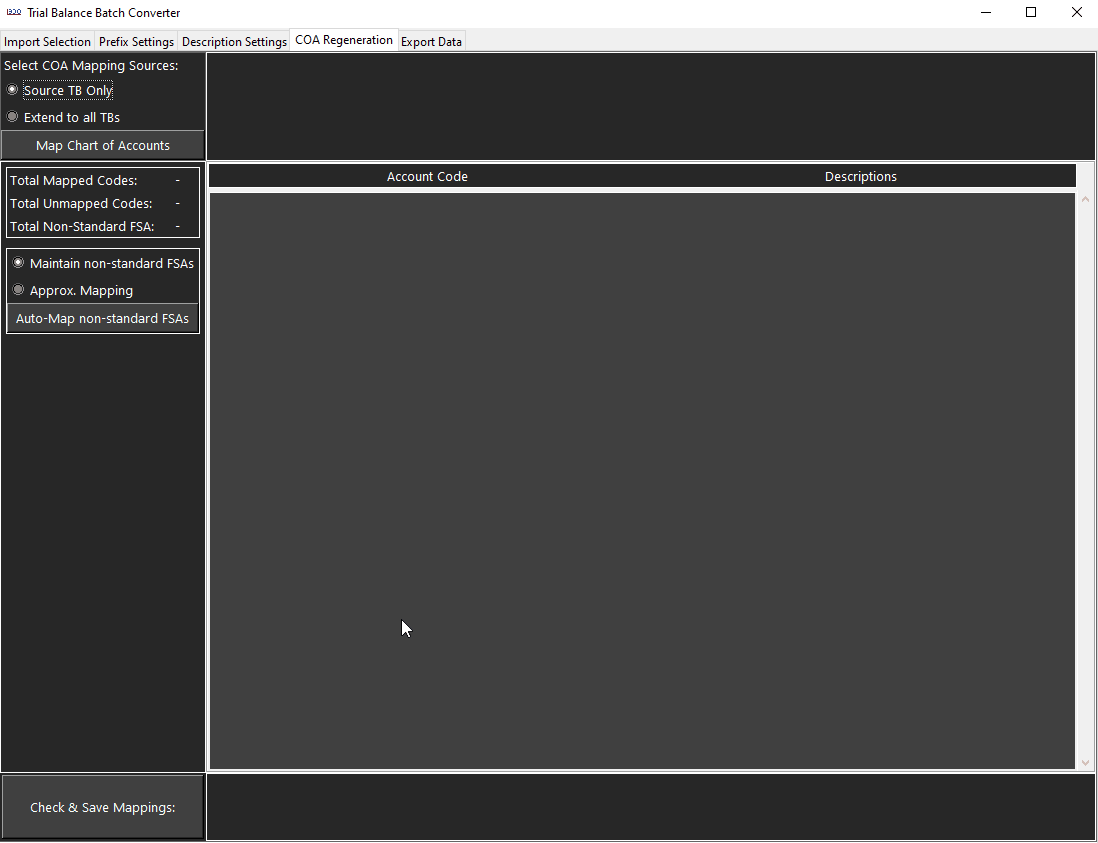 Trial Balance Batch Converter
Import Selection Prefix Settings Description Settings COA Regeneration Export Data
Select COA Mapping Sources:
Source TB Only
Extend to all TBs
Map Chart of Accounts
Account Code Descriptions
Total Mapped Codes: -
Total Unmapped Codes: -
Total Non-Standard FSA: -
Maintain non-standard FSAs
Approx. Mapping
Auto-Map non-standard FSAs
Check & Save Mappings: